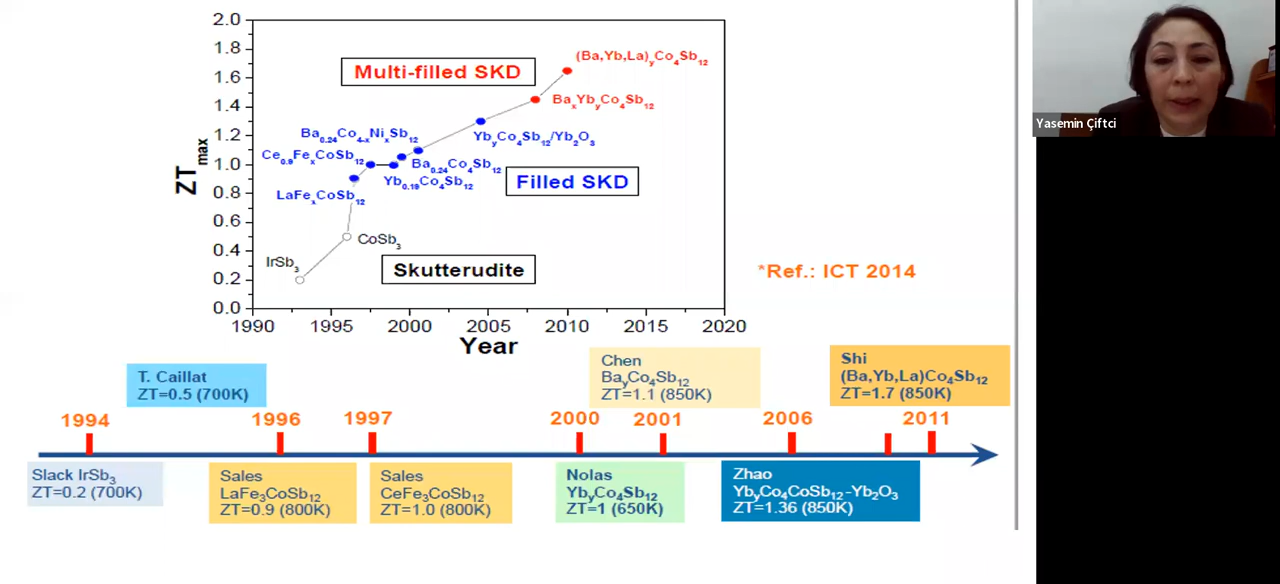 2.0
1.8
1.6
1.4
1.2
1.0
0.8
0.6
0.4
0.2
0.0
ZTmax
1990 1995 2000 2005 2010 2015 2020
Year
Multi-filled SKD
(Ba,Yb,La)yCo4Sb12
BaxYbyCo4Sb12
Ba0.24Co4-xNixSb12
YbyCo4Sb12/Yb2O3
Ce0.9FexCoSb12
Ba0.24Co4Sb12
Yb0.19Co4Sb12
Filled SKD
LaFexCoSb12
CoSb3
IrSb3
Skutterudite
*Ref.: ICT 2014
T. Caillat
ZT=0.5 (700K)
Chen
BayCo4Sb12
ZT=1.1 (850K)
Shi
(Ba,Yb,La)Co4Sb12
ZT=1.7 (850K)
1994 1996 1997 2000 2001 2006 2011
Slack IrSb3
ZT=0.2 (700K)
Sales
LaFe3CoSb12
ZT=0.9 (800K)
Sales
CeFe3CoSb12
ZT=1.0 (800K)
Nolas
YbyCo4Sb12
ZT=1 (650K)
Zhao
YbyCo4CoSb12-Yb2O3
ZT=1.36 (850K)
Yasemin Çiftci